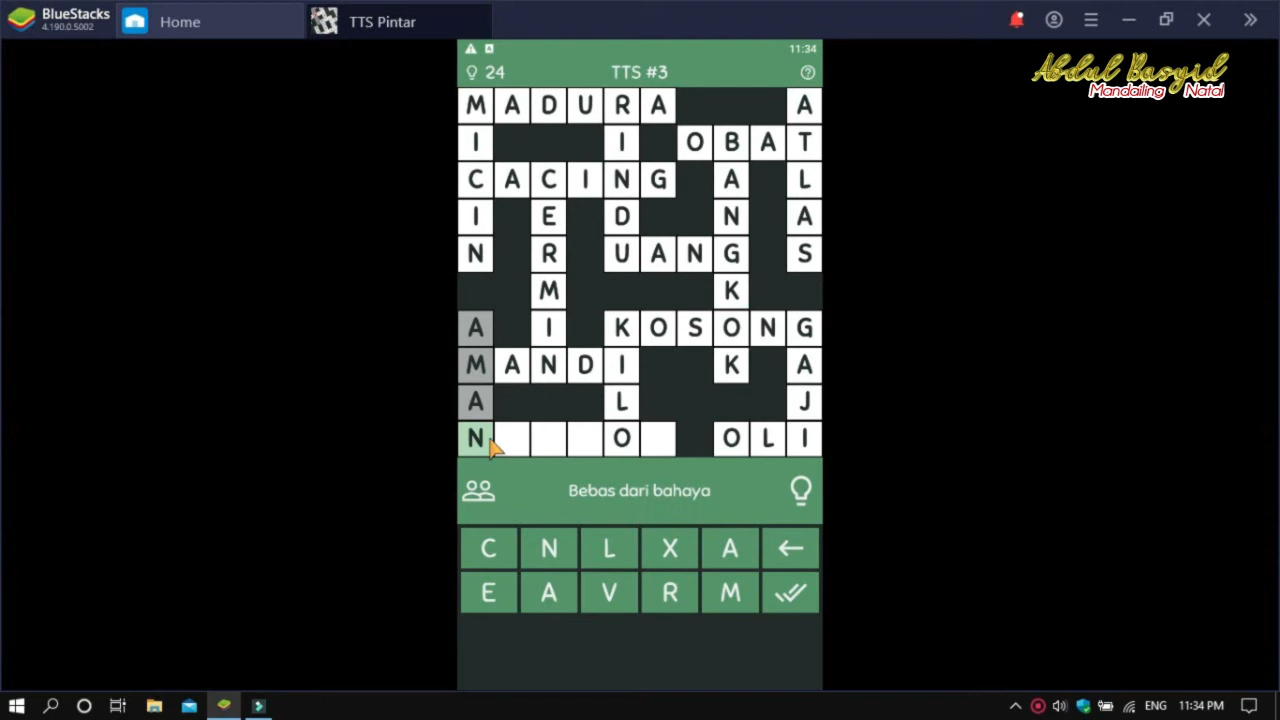 BlueStacks
4.190.0.5002
Home
TTS Pintar
Abdul Basyid
Mandailing Natal
11:34
24
TTS #3
?
M A D U R A A
I I O B A T
C A C I N G A L
I E D N A
N R U A N G S
M K
A I K O S O N G
M A N D I K A
A L J
N O O L I
Bebas dari bahaya
C N L X A ←
E A V R M
ENG
11:34 PM